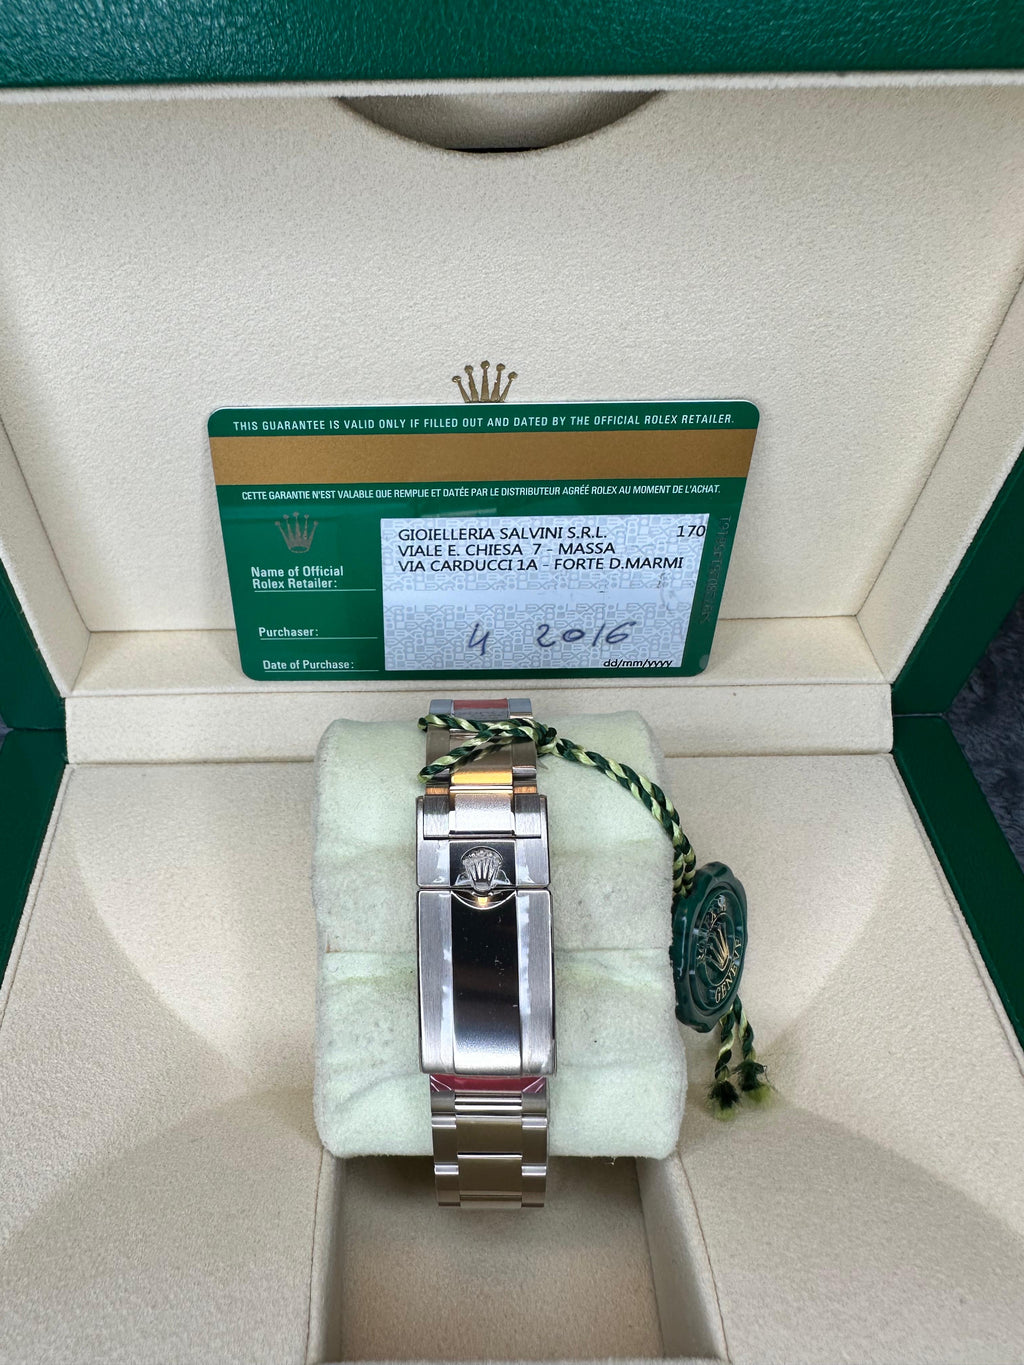 THIS GUARANTEE IS VALID ONLY IF FILLED OUT AND DATED BY THE OFFICIAL ROLEX RETAILER.
CETTE GARANTIE N'EST VALABLE QUE REMPLIE ET DATÉE PAR LE DISTRIBUTEUR AGRÉÉ ROLEX AU MOMENT DE L'ACHAT.
GIOIELLERIA SALVINI S.R.L. 170
VIALE E. CHIESA 7 - MASSA
VIA CARDUCCI 1A - FORTE D.MARMI
Name of Official
Rolex Retailer:
Purchaser:
4 2016
Date of Purchase:
dd/mm/yyyy
ROLEX
GENEVE